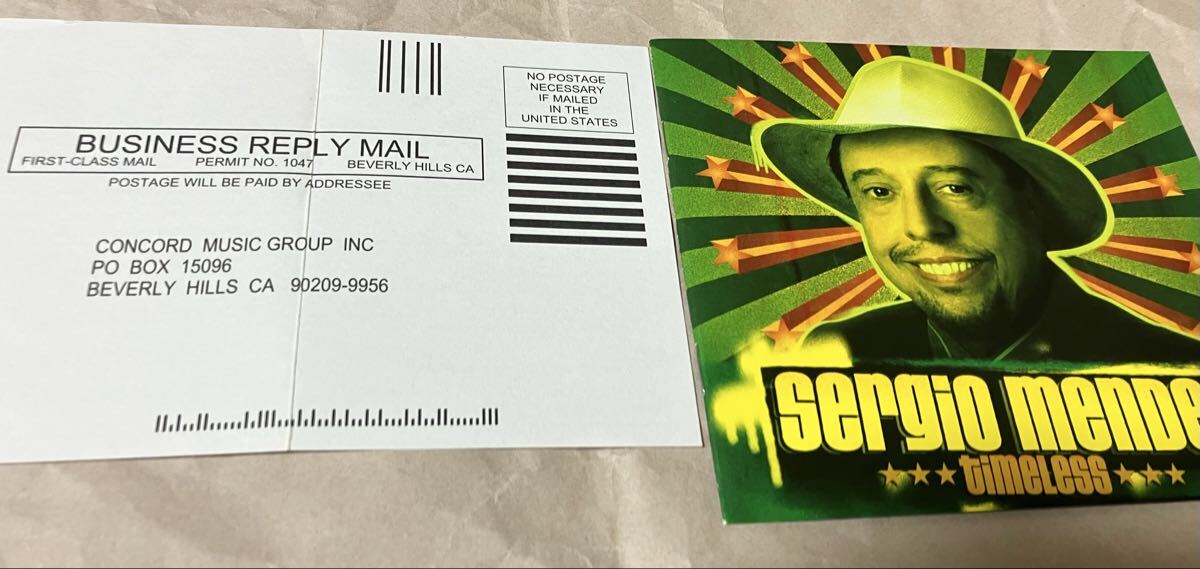 NO POSTAGE
NECESSARY
IF MAILED
IN THE
UNITED STATES
BUSINESS REPLY MAIL
FIRST-CLASS MAIL PERMIT NO. 1047 BEVERLY HILLS CA
POSTAGE WILL BE PAID BY ADDRESSEE
CONCORD MUSIC GROUP INC
PO BOX 15096
BEVERLY HILLS CA 90209-9956
sergio mende
timeless